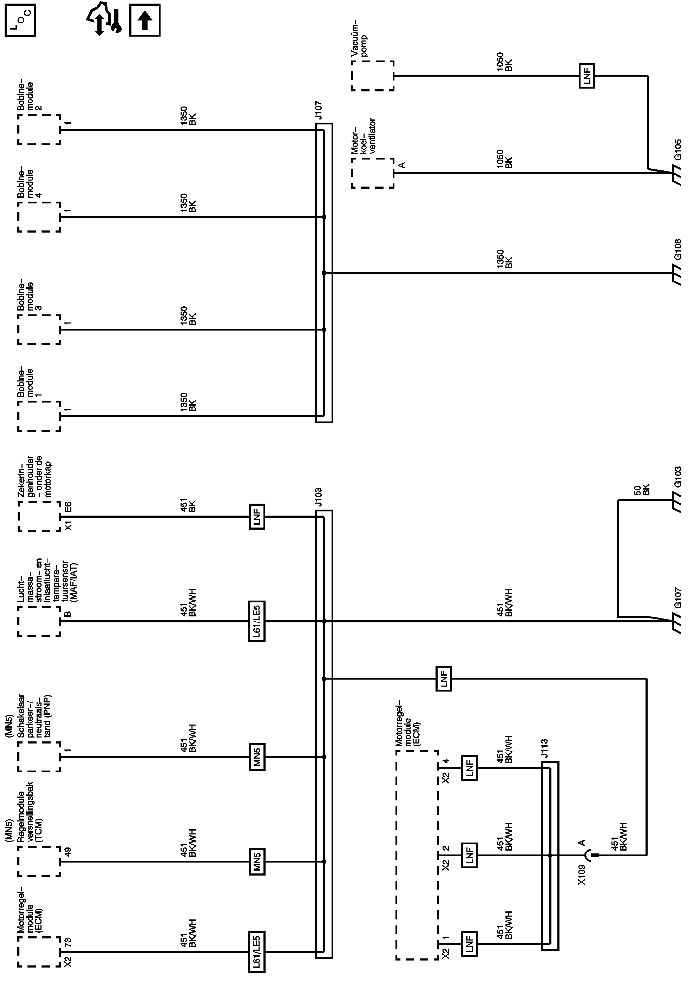 LOC
Bobine-
module
2
1
1350
BK
J107
Vacuüm-
pomp
1050
BK
LNF
Bobine-
module
4
1
1350
BK
Motor-
koel-
ventilator
A
1050
BK
G105
Bobine-
module
3
1
1350
BK
1350
BK
G108
Bobine-
module
1
1
1350
BK
Zekerin-
genhouder
- onder de
motorkap
X1
E6
451
BK
LNF
J103
50
BK
G103
Lucht-
massa-
stroom- en
inlaatlucht-
tempera-
tuursensor
(MAF/IAT)
B
451
BK/WH
L61/LE5
451
BK/WH
G107
(MN5)
Schakelaar
parkeer-/
neutraals-
tand (PNP)
1
451
BK/WH
MN5
LNF
(MN5)
Regelmodule
versnellingsbak
(TCM)
49
451
BK/WH
MN5
Motorregel-
module
(ECM)
X2
73
451
BK/WH
L61/LE5
Motorregel-
module
(ECM)
X2
4
LNF
451
BK/WH
J113
X2
2
LNF
451
BK/WH
X109
A
451
BK/WH
X2
1
LNF
451
BK/WH